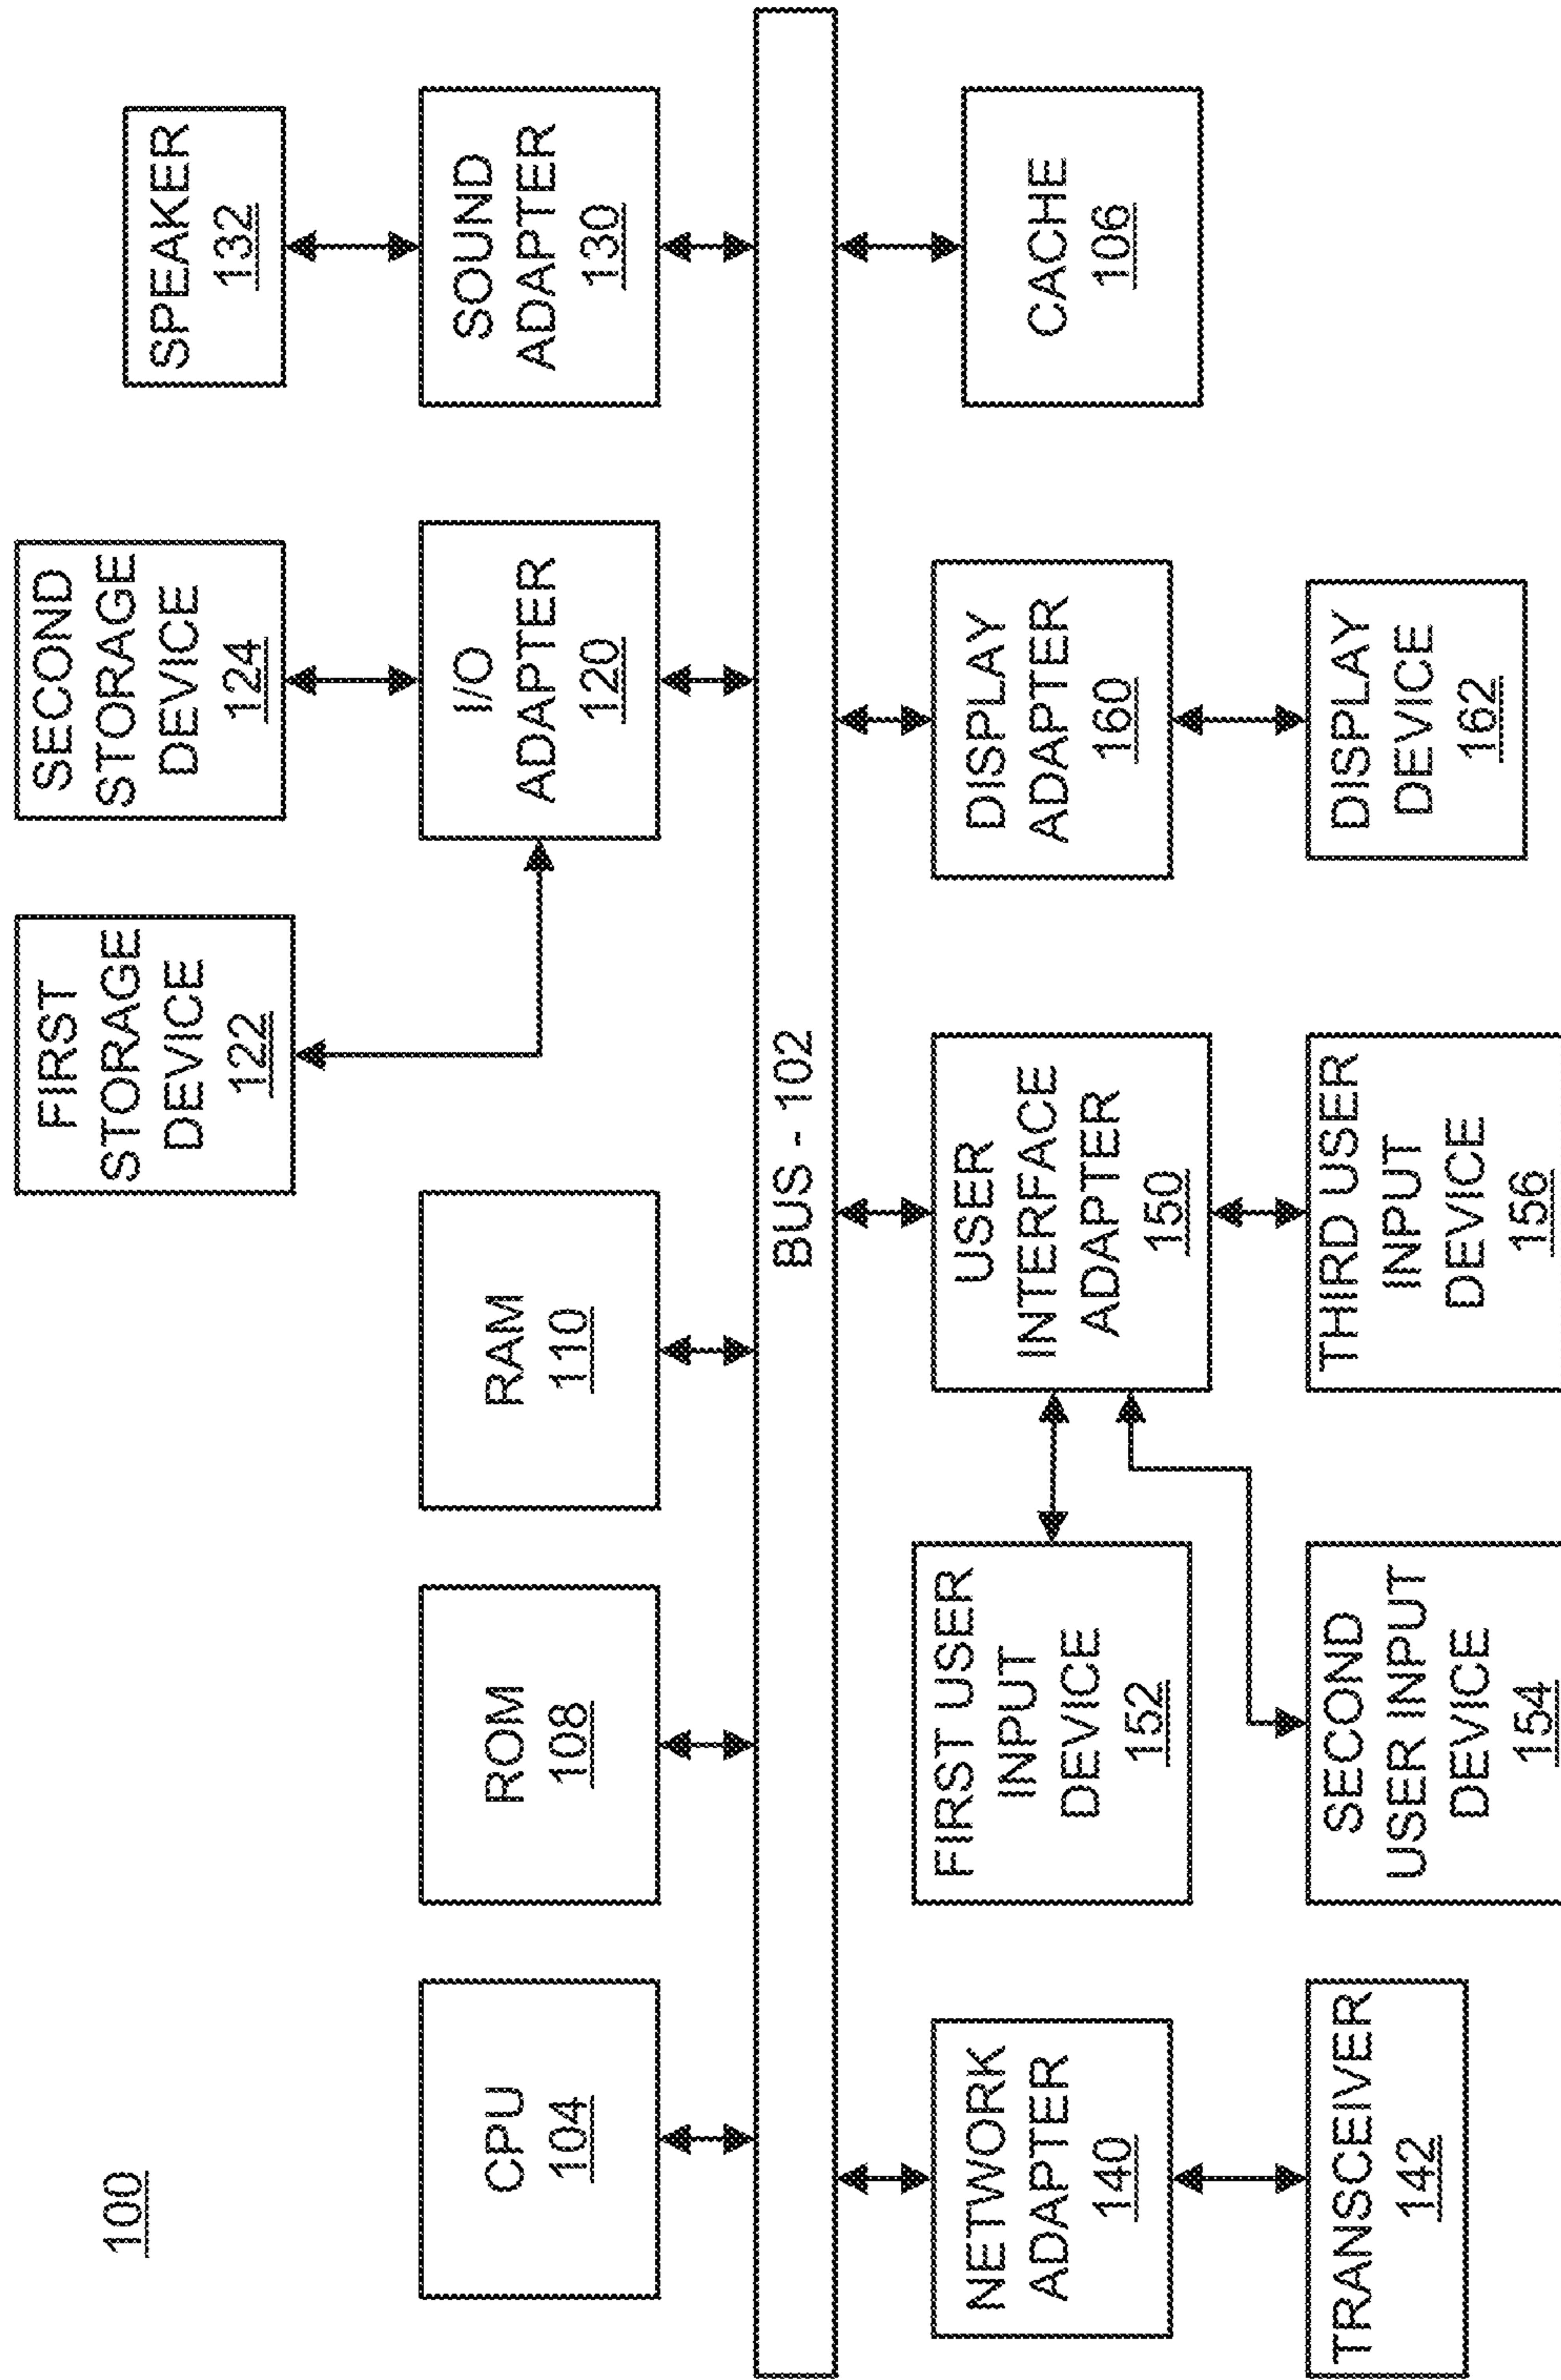 100
FIRST
STORAGE
DEVICE
122
SECOND
STORAGE
DEVICE
124
SPEAKER
132
CPU
104
ROM
108
RAM
110
I/O
ADAPTER
120
SOUND
ADAPTER
130
BUS - 102
NETWORK
ADAPTER
140
FIRST USER
INPUT
DEVICE
152
USER
INTERFACE
ADAPTER
150
DISPLAY
ADAPTER
160
CACHE
106
TRANSCEIVER
142
SECOND
USER INPUT
DEVICE
154
THIRD USER
INPUT
DEVICE
156
DISPLAY
DEVICE
162